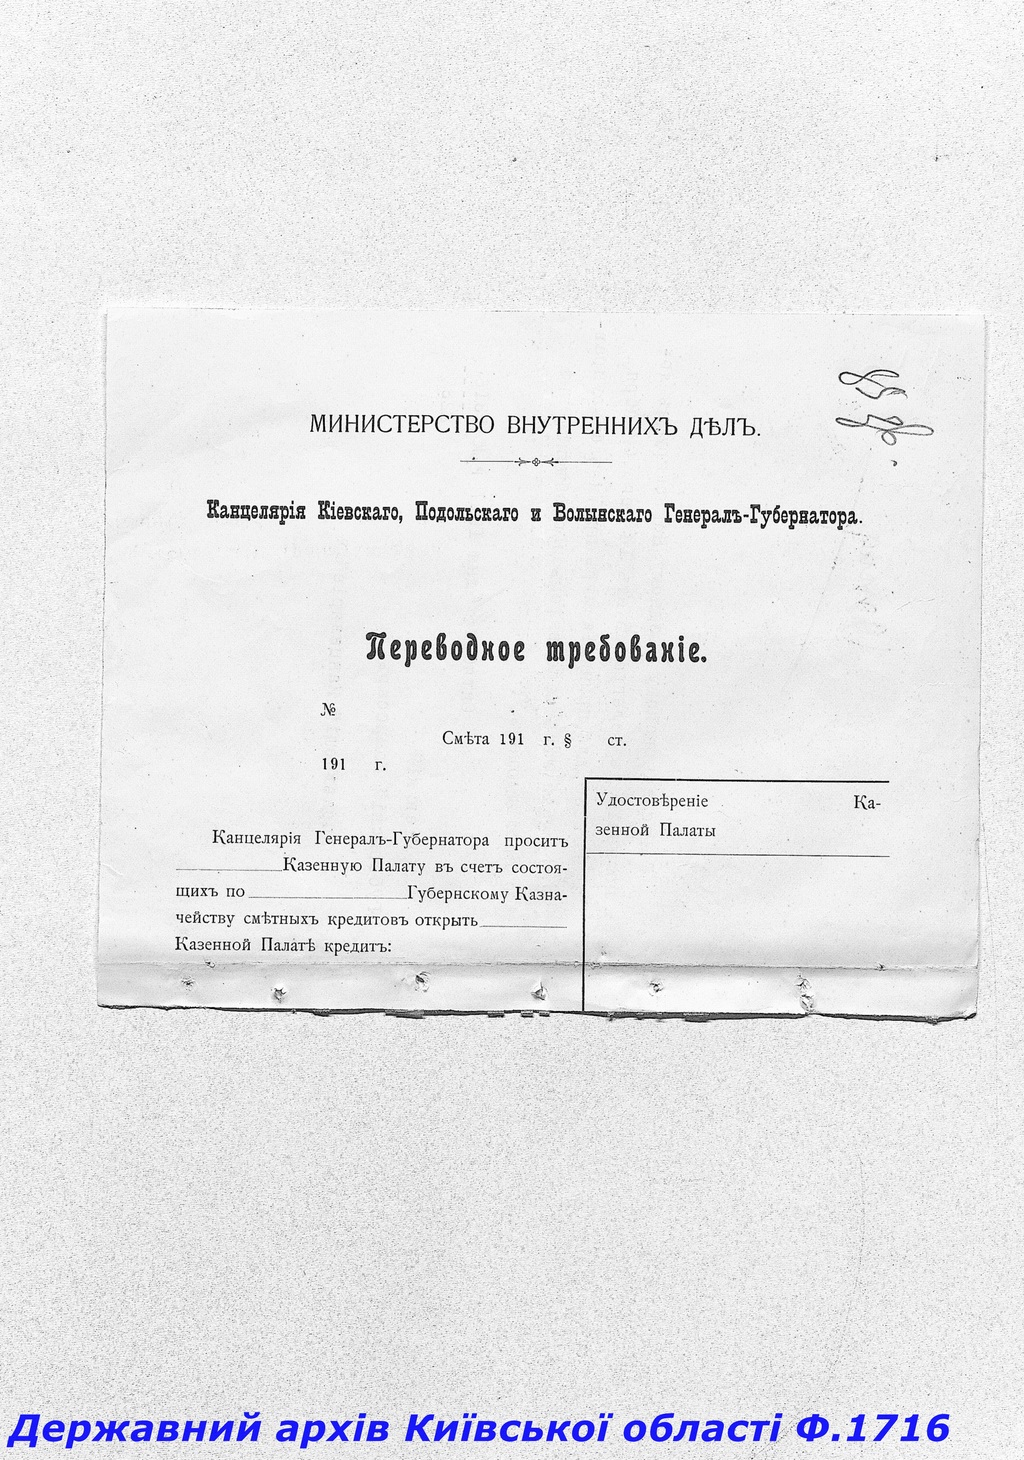 МИНИСТЕРСТВО ВНУТРЕННИХЪ ДѢЛЪ.
Канцелярія Кіевскаго, Подольскаго и Волынскаго Генералъ-Губернатора.
Переводное требованіе.
№
Смѣта 191 г. § ст.
191 г.
Канцелярія Генералъ-Губернатора проситъ
Казенную Палату въ счет состоя-
щихъ по Губернскому Казна-
чейству смѣтныхъ кредитовъ открыть
Казенной Палатѣ кредитъ:
Удостовѣреніе Ка-
зенной Палаты
Державний архів Київської області Ф.1716